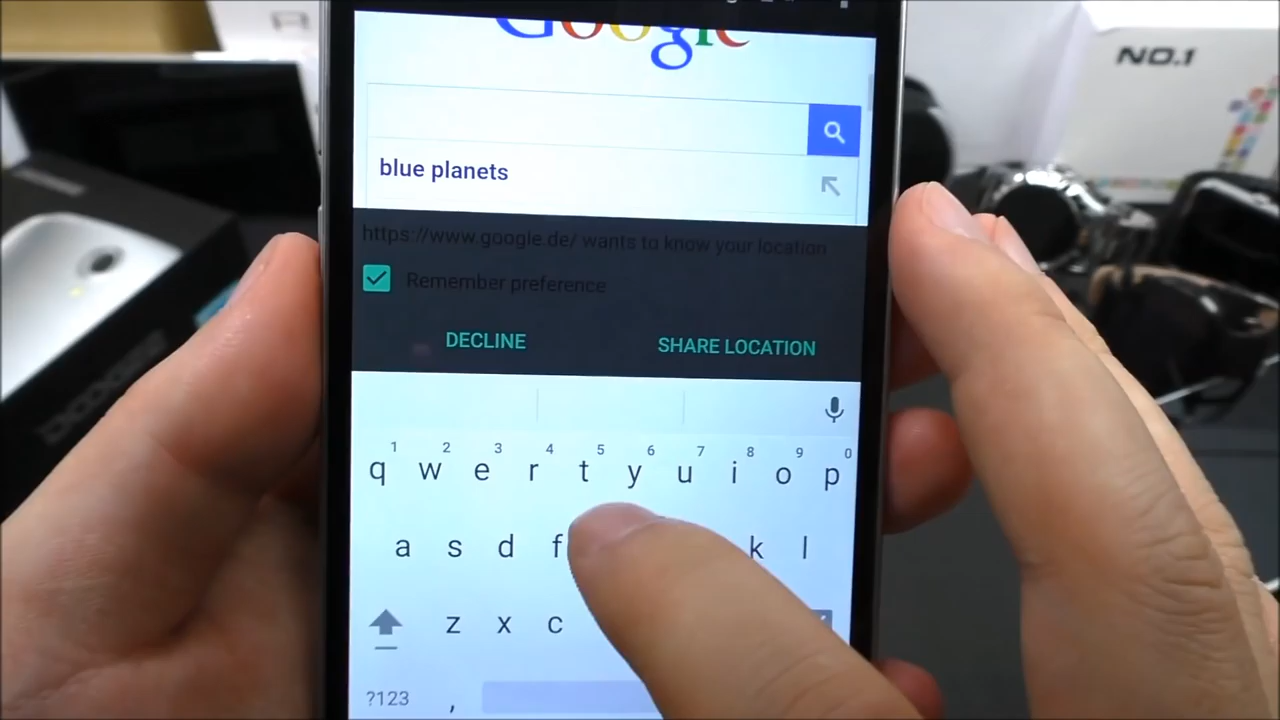 Google
NO.1
blue planets
https://www.google.de/ wants to know your location
Remember preference
DECLINE
SHARE LOCATION
1 2 3 4 5 6 7 8 9 0
q w e r t y u i o p
a s d f k l
z x c
?123 ,
DOOGEE